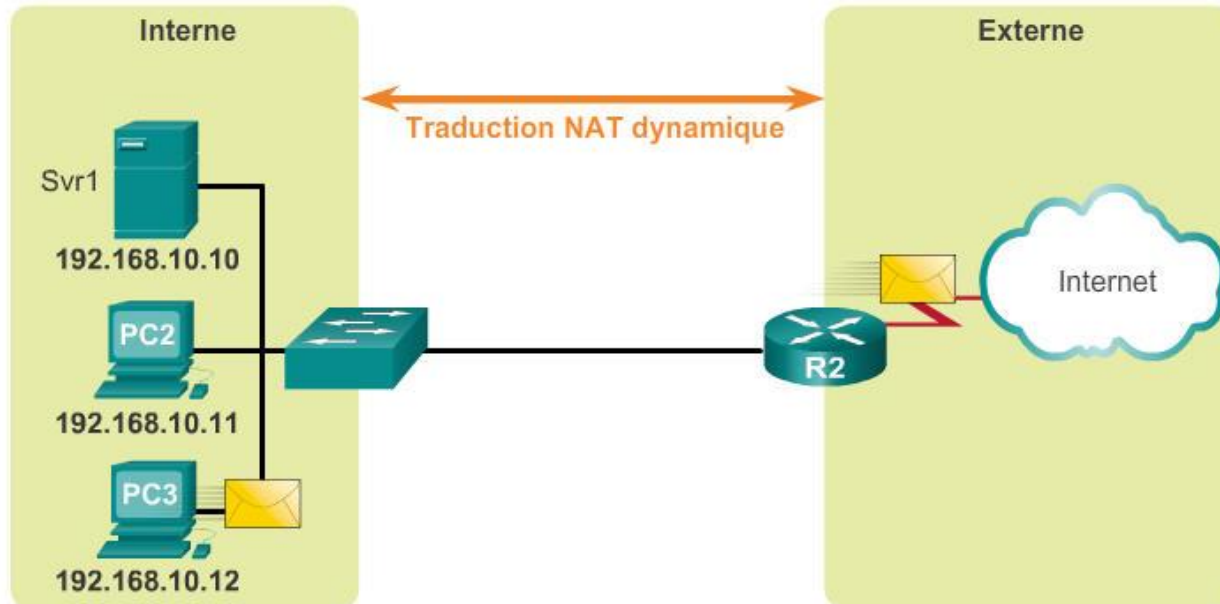 Interne
Externe
Traduction NAT dynamique
Svr1
192.168.10.10
PC2
192.168.10.11
PC3
192.168.10.12
R2
Internet